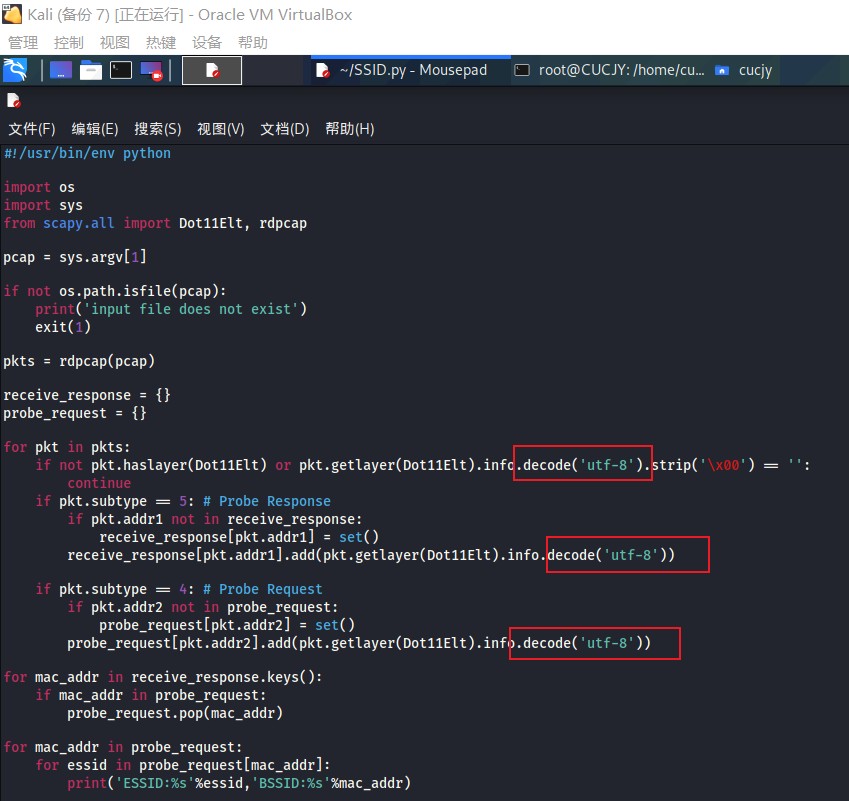 Kali (备份 7) [正在运行] - Oracle VM VirtualBox
管理 控制 视图 热键 设备 帮助
~/SSID.py - Mousepad root@CUCJY: /home/cu... cucjy
文件(F) 编辑(E) 搜索(S) 视图(V) 文档(D) 帮助(H)
#!/usr/bin/env python
import os
import sys
from scapy.all import Dot11Elt, rdpcap
pcap = sys.argv[1]
if not os.path.isfile(pcap):
    print('input file does not exist')
    exit(1)
pkts = rdpcap(pcap)
receive_response = {}
probe_request = {}
for pkt in pkts:
    if not pkt.haslayer(Dot11Elt) or pkt.getlayer(Dot11Elt).info.decode('utf-8').strip('\x00') == '':
        continue
    if pkt.subtype == 5: # Probe Response
        if pkt.addr1 not in receive_response:
            receive_response[pkt.addr1] = set()
        receive_response[pkt.addr1].add(pkt.getlayer(Dot11Elt).info.decode('utf-8'))
    if pkt.subtype == 4: # Probe Request
        if pkt.addr2 not in probe_request:
            probe_request[pkt.addr2] = set()
        probe_request[pkt.addr2].add(pkt.getlayer(Dot11Elt).info.decode('utf-8'))
for mac_addr in receive_response.keys():
    if mac_addr in probe_request:
        probe_request.pop(mac_addr)
for mac_addr in probe_request:
    for essid in probe_request[mac_addr]:
        print('ESSID:%s'%essid,'BSSID:%s'%mac_addr)